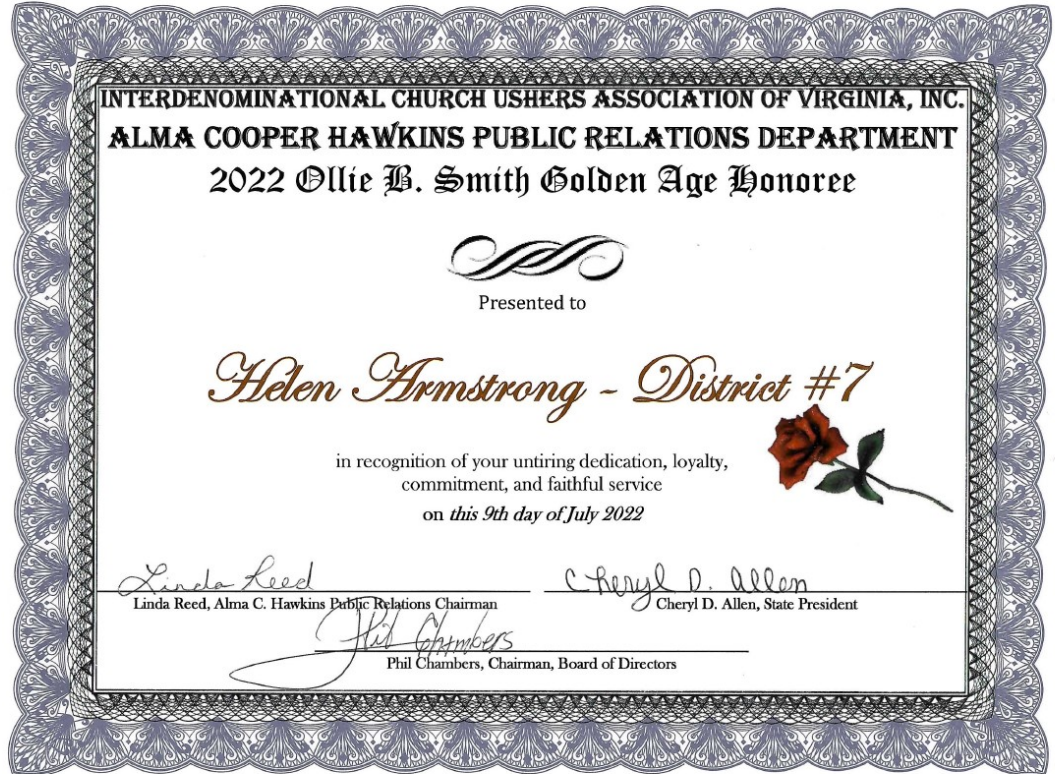 INTERDENOMINATIONAL CHURCH USHERS ASSOCIATION OF VIRGINIA, INC.
ALMA COOPER HAWKINS PUBLIC RELATIONS DEPARTMENT
2022 Ollie B. Smith Golden Age Honoree
Presented to
Helen Armstrong - District #7
in recognition of your untiring dedication, loyalty,
commitment, and faithful service
on this 9th day of July 2022
Linda Reed
Cheryl D. Allen
Linda Reed, Alma C. Hawkins Public Relations Chairman
Cheryl D. Allen, State President
Phil Chambers
Phil Chambers, Chairman, Board of Directors